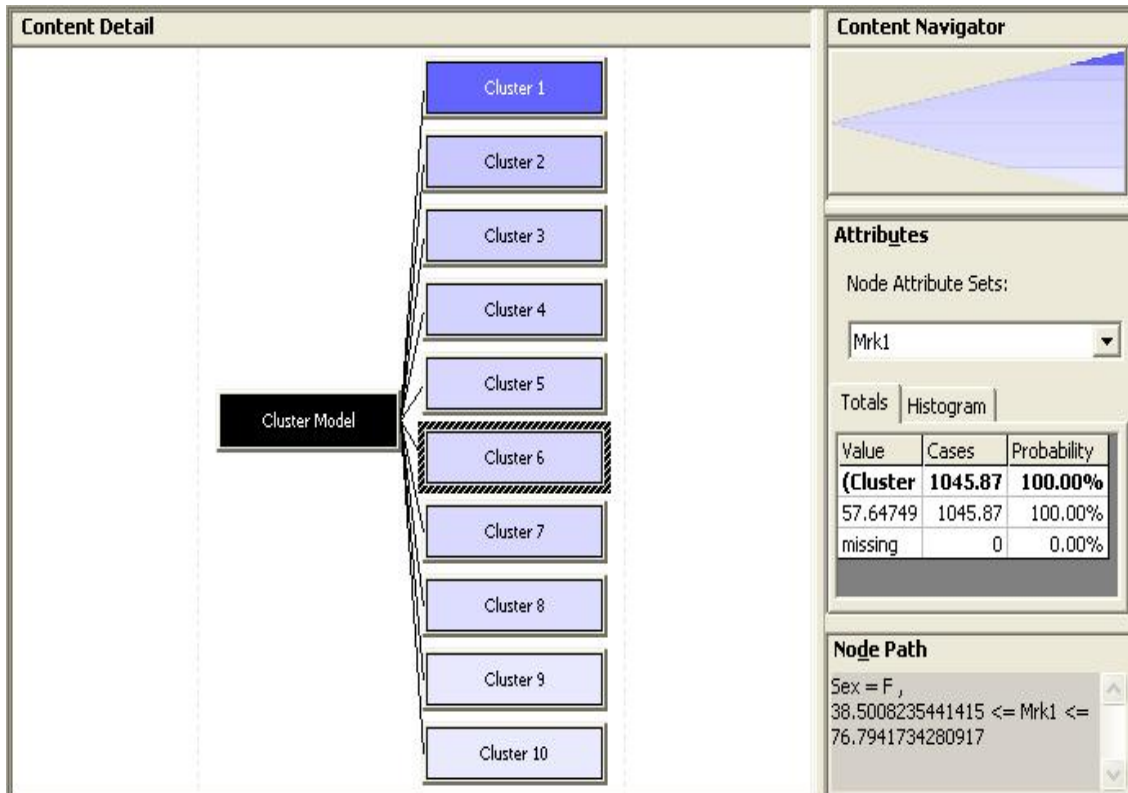 Content Detail
Cluster 1
Cluster 2
Cluster 3
Cluster 4
Cluster 5
Cluster Model
Cluster 6
Cluster 7
Cluster 8
Cluster 9
Cluster 10
Content Navigator
Attributes
Node Attribute Sets:
Mrk1
Totals Histogram
Value Cases Probability
(Cluster 1045.87 100.00%
57.64749 1045.87 100.00%
missing 0 0.00%
Node Path
Sex = F ,
38.5008235441415 <= Mrk1 <=
76.7941734280917